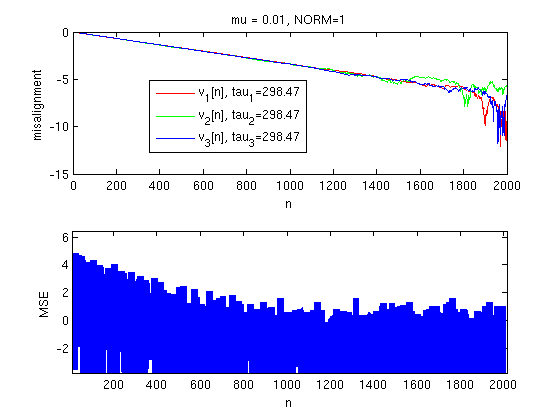 mu = 0.01, NORM=1
0
-5
-10
-15
misalignment
v1[n], tau1=298.47
v2[n], tau2=298.47
v3[n], tau3=298.47
0 200 400 600 800 1000 1200 1400 1600 1800 2000
n
6
4
2
0
-2
MSE
200 400 600 800 1000 1200 1400 1600 1800 2000
n